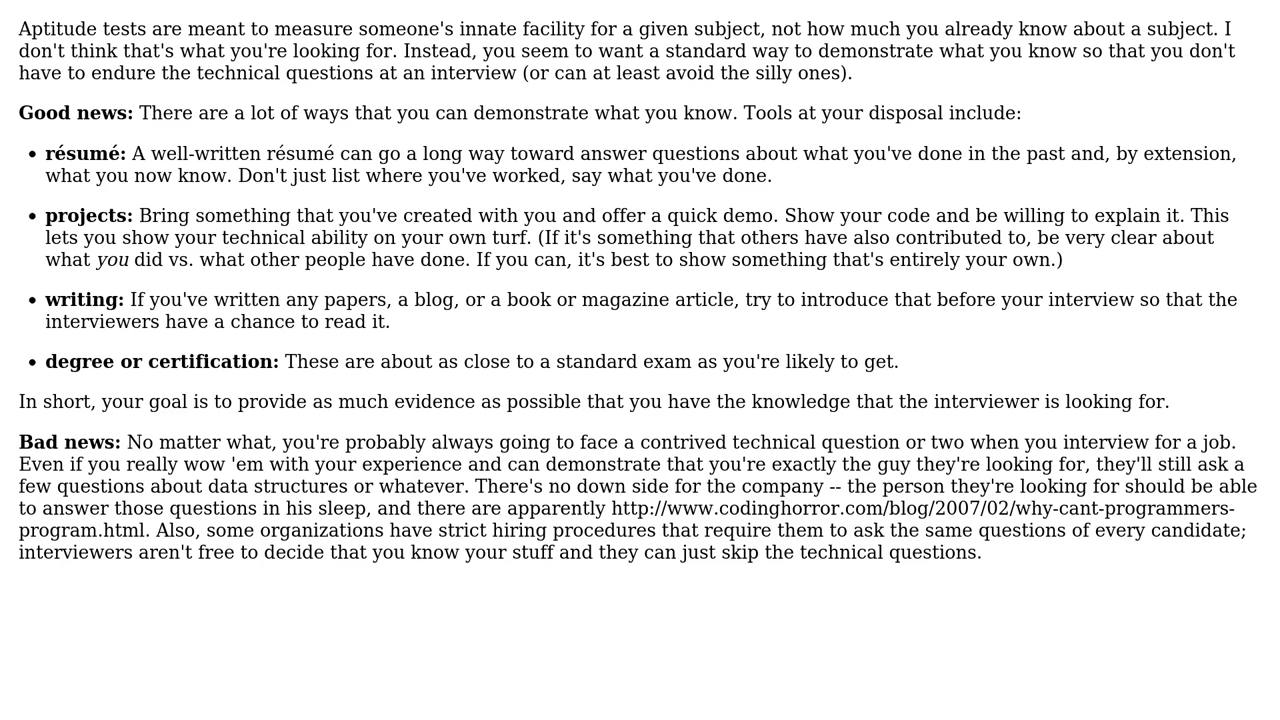 Aptitude tests are meant to measure someone's innate facility for a given subject, not how much you already know about a subject. I
don't think that's what you're looking for. Instead, you seem to want a standard way to demonstrate what you know so that you don't
have to endure the technical questions at an interview (or can at least avoid the silly ones).
Good news: There are a lot of ways that you can demonstrate what you know. Tools at your disposal include:
• résumé: A well-written résumé can go a long way toward answer questions about what you've done in the past and, by extension,
what you now know. Don't just list where you've worked, say what you've done.
• projects: Bring something that you've created with you and offer a quick demo. Show your code and be willing to explain it. This
lets you show your technical ability on your own turf. (If it's something that others have also contributed to, be very clear about
what you did vs. what other people have done. If you can, it's best to show something that's entirely your own.)
• writing: If you've written any papers, a blog, or a book or magazine article, try to introduce that before your interview so that the
interviewers have a chance to read it.
• degree or certification: These are about as close to a standard exam as you're likely to get.
In short, your goal is to provide as much evidence as possible that you have the knowledge that the interviewer is looking for.
Bad news: No matter what, you're probably always going to face a contrived technical question or two when you interview for a job.
Even if you really wow 'em with your experience and can demonstrate that you're exactly the guy they're looking for, they'll still ask a
few questions about data structures or whatever. There's no down side for the company -- the person they're looking for should be able
to answer those questions in his sleep, and there are apparently http://www.codinghorror.com/blog/2007/02/why-cant-programmers-
program.html. Also, some organizations have strict hiring procedures that require them to ask the same questions of every candidate;
interviewers aren't free to decide that you know your stuff and they can just skip the technical questions.